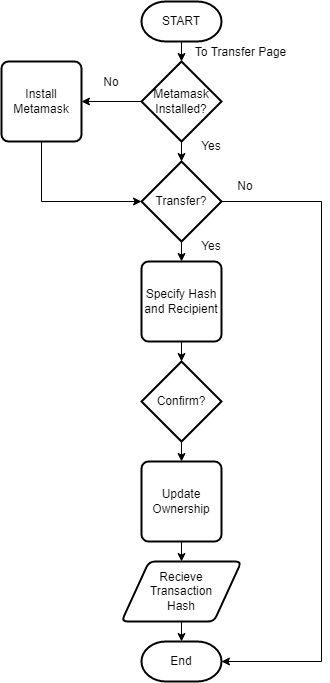 START
To Transfer Page
Install
Metamask
No
Metamask
Installed?
Yes
Transfer?
No
Yes
Specify Hash
and Recipient
Confirm?
Update
Ownership
Recieve
Transaction
Hash
End